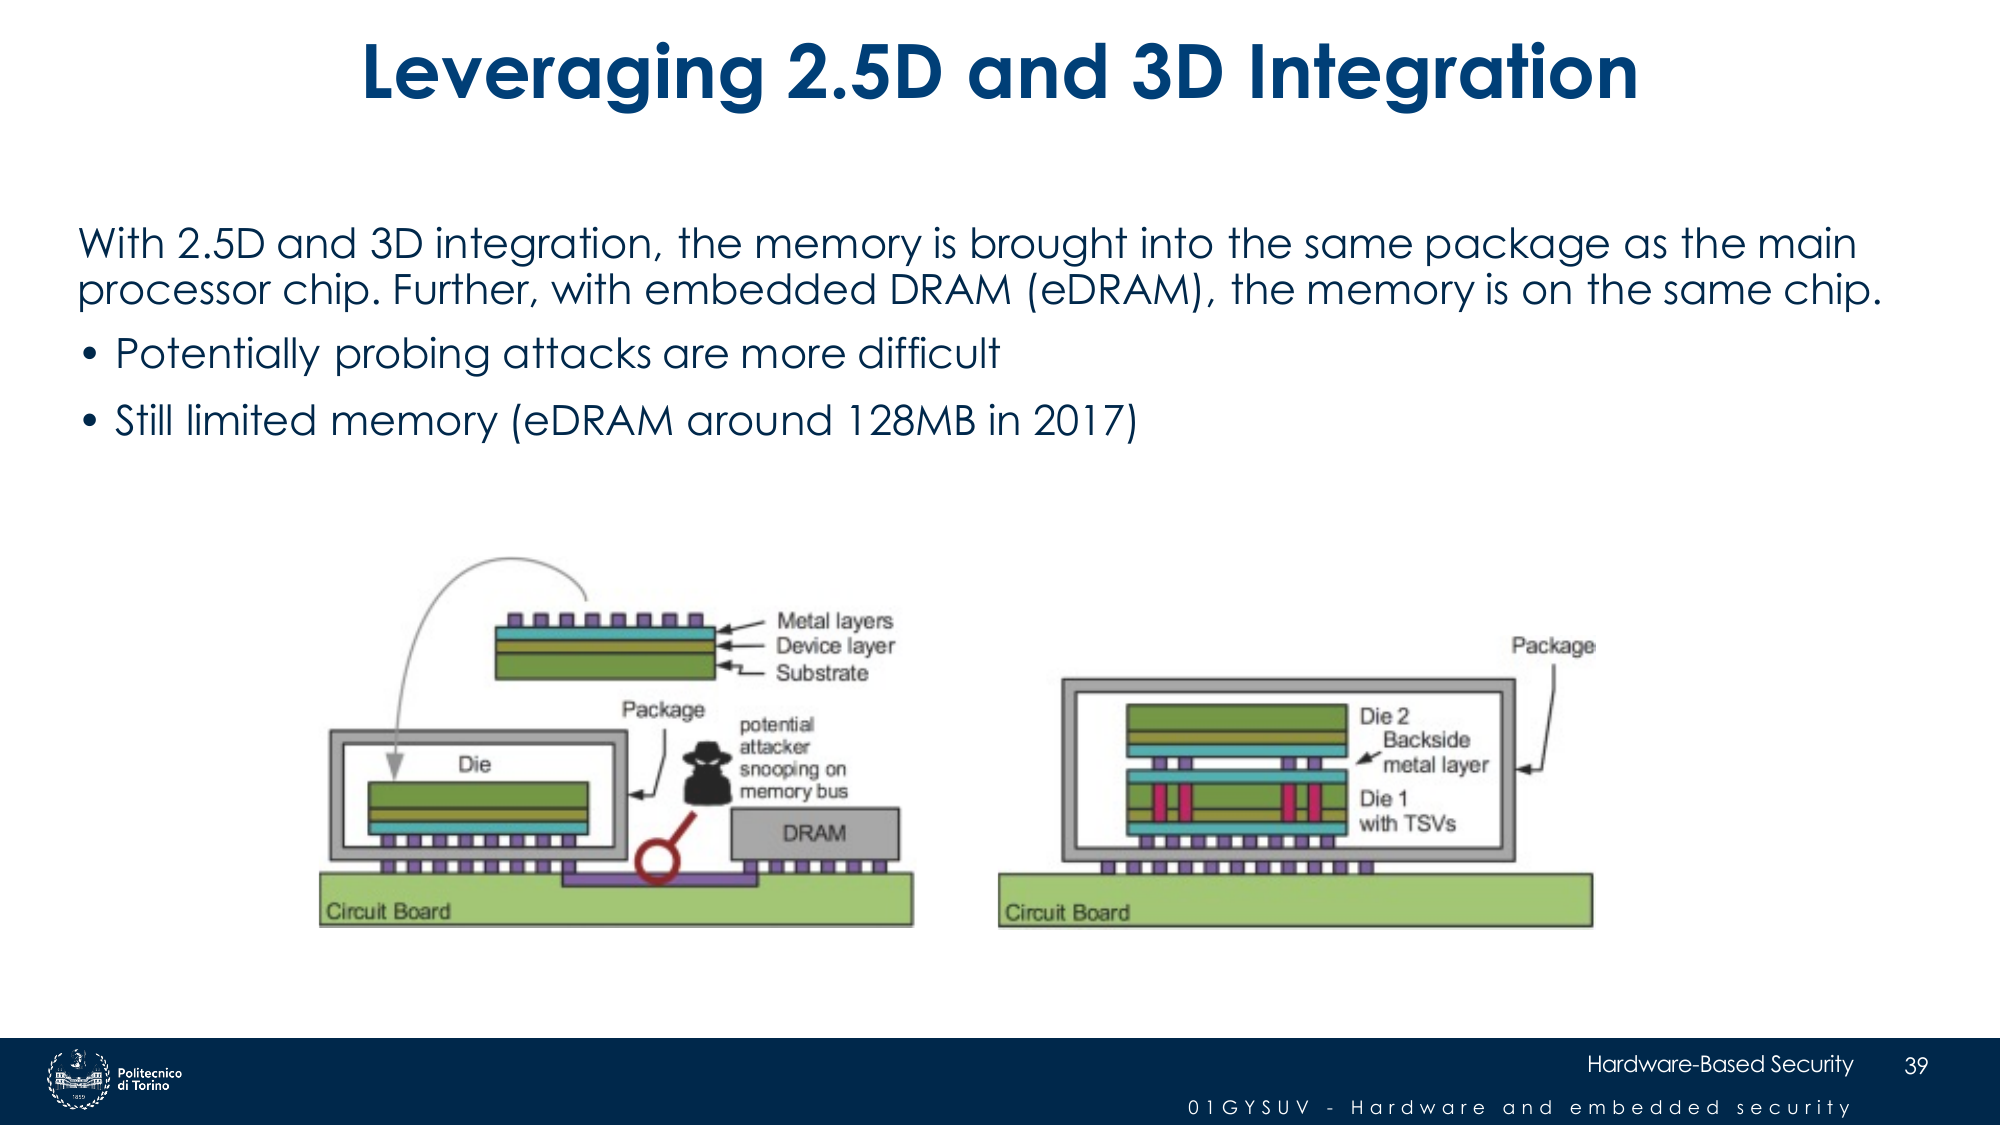 Leveraging 2.5D and 3D Integration
With 2.5D and 3D integration, the memory is brought into the same package as the main
processor chip. Further, with embedded DRAM (eDRAM), the memory is on the same chip.
• Potentially probing attacks are more difficult
• Still limited memory (eDRAM around 128MB in 2017)
Metal layers
Device layer
Substrate
Package
potential
attacker
snooping on
memory bus
Die
DRAM
Circuit Board
Package
Die 2
Backside
metal layer
Die 1
with TSVs
Circuit Board
Politecnico
di Torino
1859
Hardware-Based Security
39
01GYSUV - Hardware and embedded security